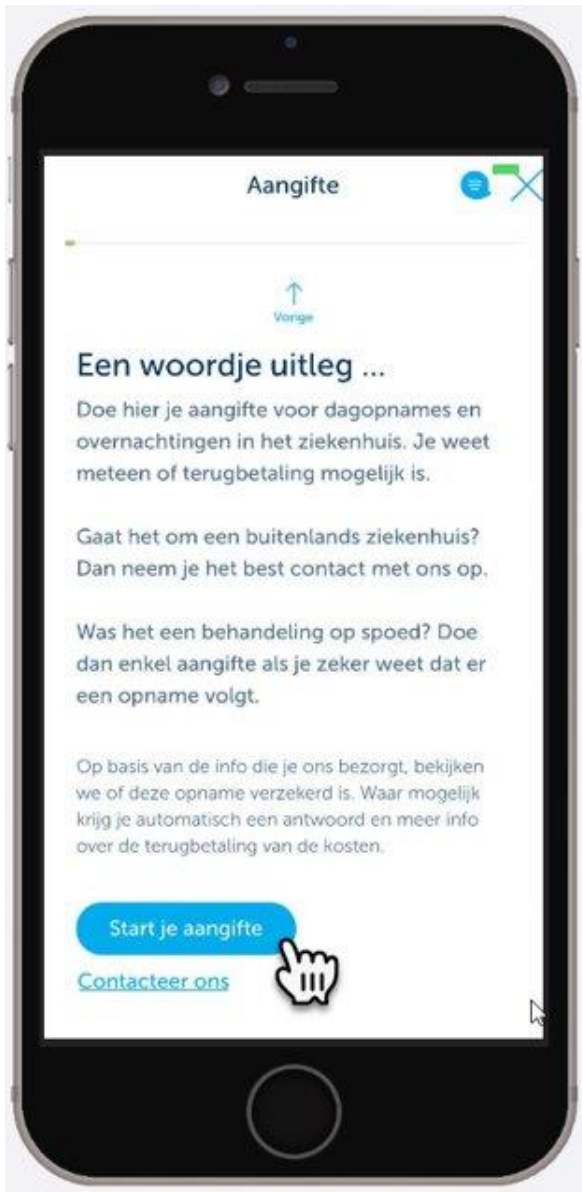 Aangifte
Vorige
Een woordje uitleg ...
Doe hier je aangifte voor dagopnames en
overnachtingen in het ziekenhuis. Je weet
meteen of terugbetaling mogelijk is.
Gaat het om een buitenlands ziekenhuis?
Dan neem je het best contact met ons op.
Was het een behandeling op spoed? Doe
dan enkel aangifte als je zeker weet dat er
een opname volgt.
Op basis van de info die je ons bezorgt, bekijken
we of deze opname verzekerd is. Waar mogelijk
krijg je automatisch een antwoord en meer info
over de terugbetaling van de kosten.
Start je aangifte
Contacteer ons